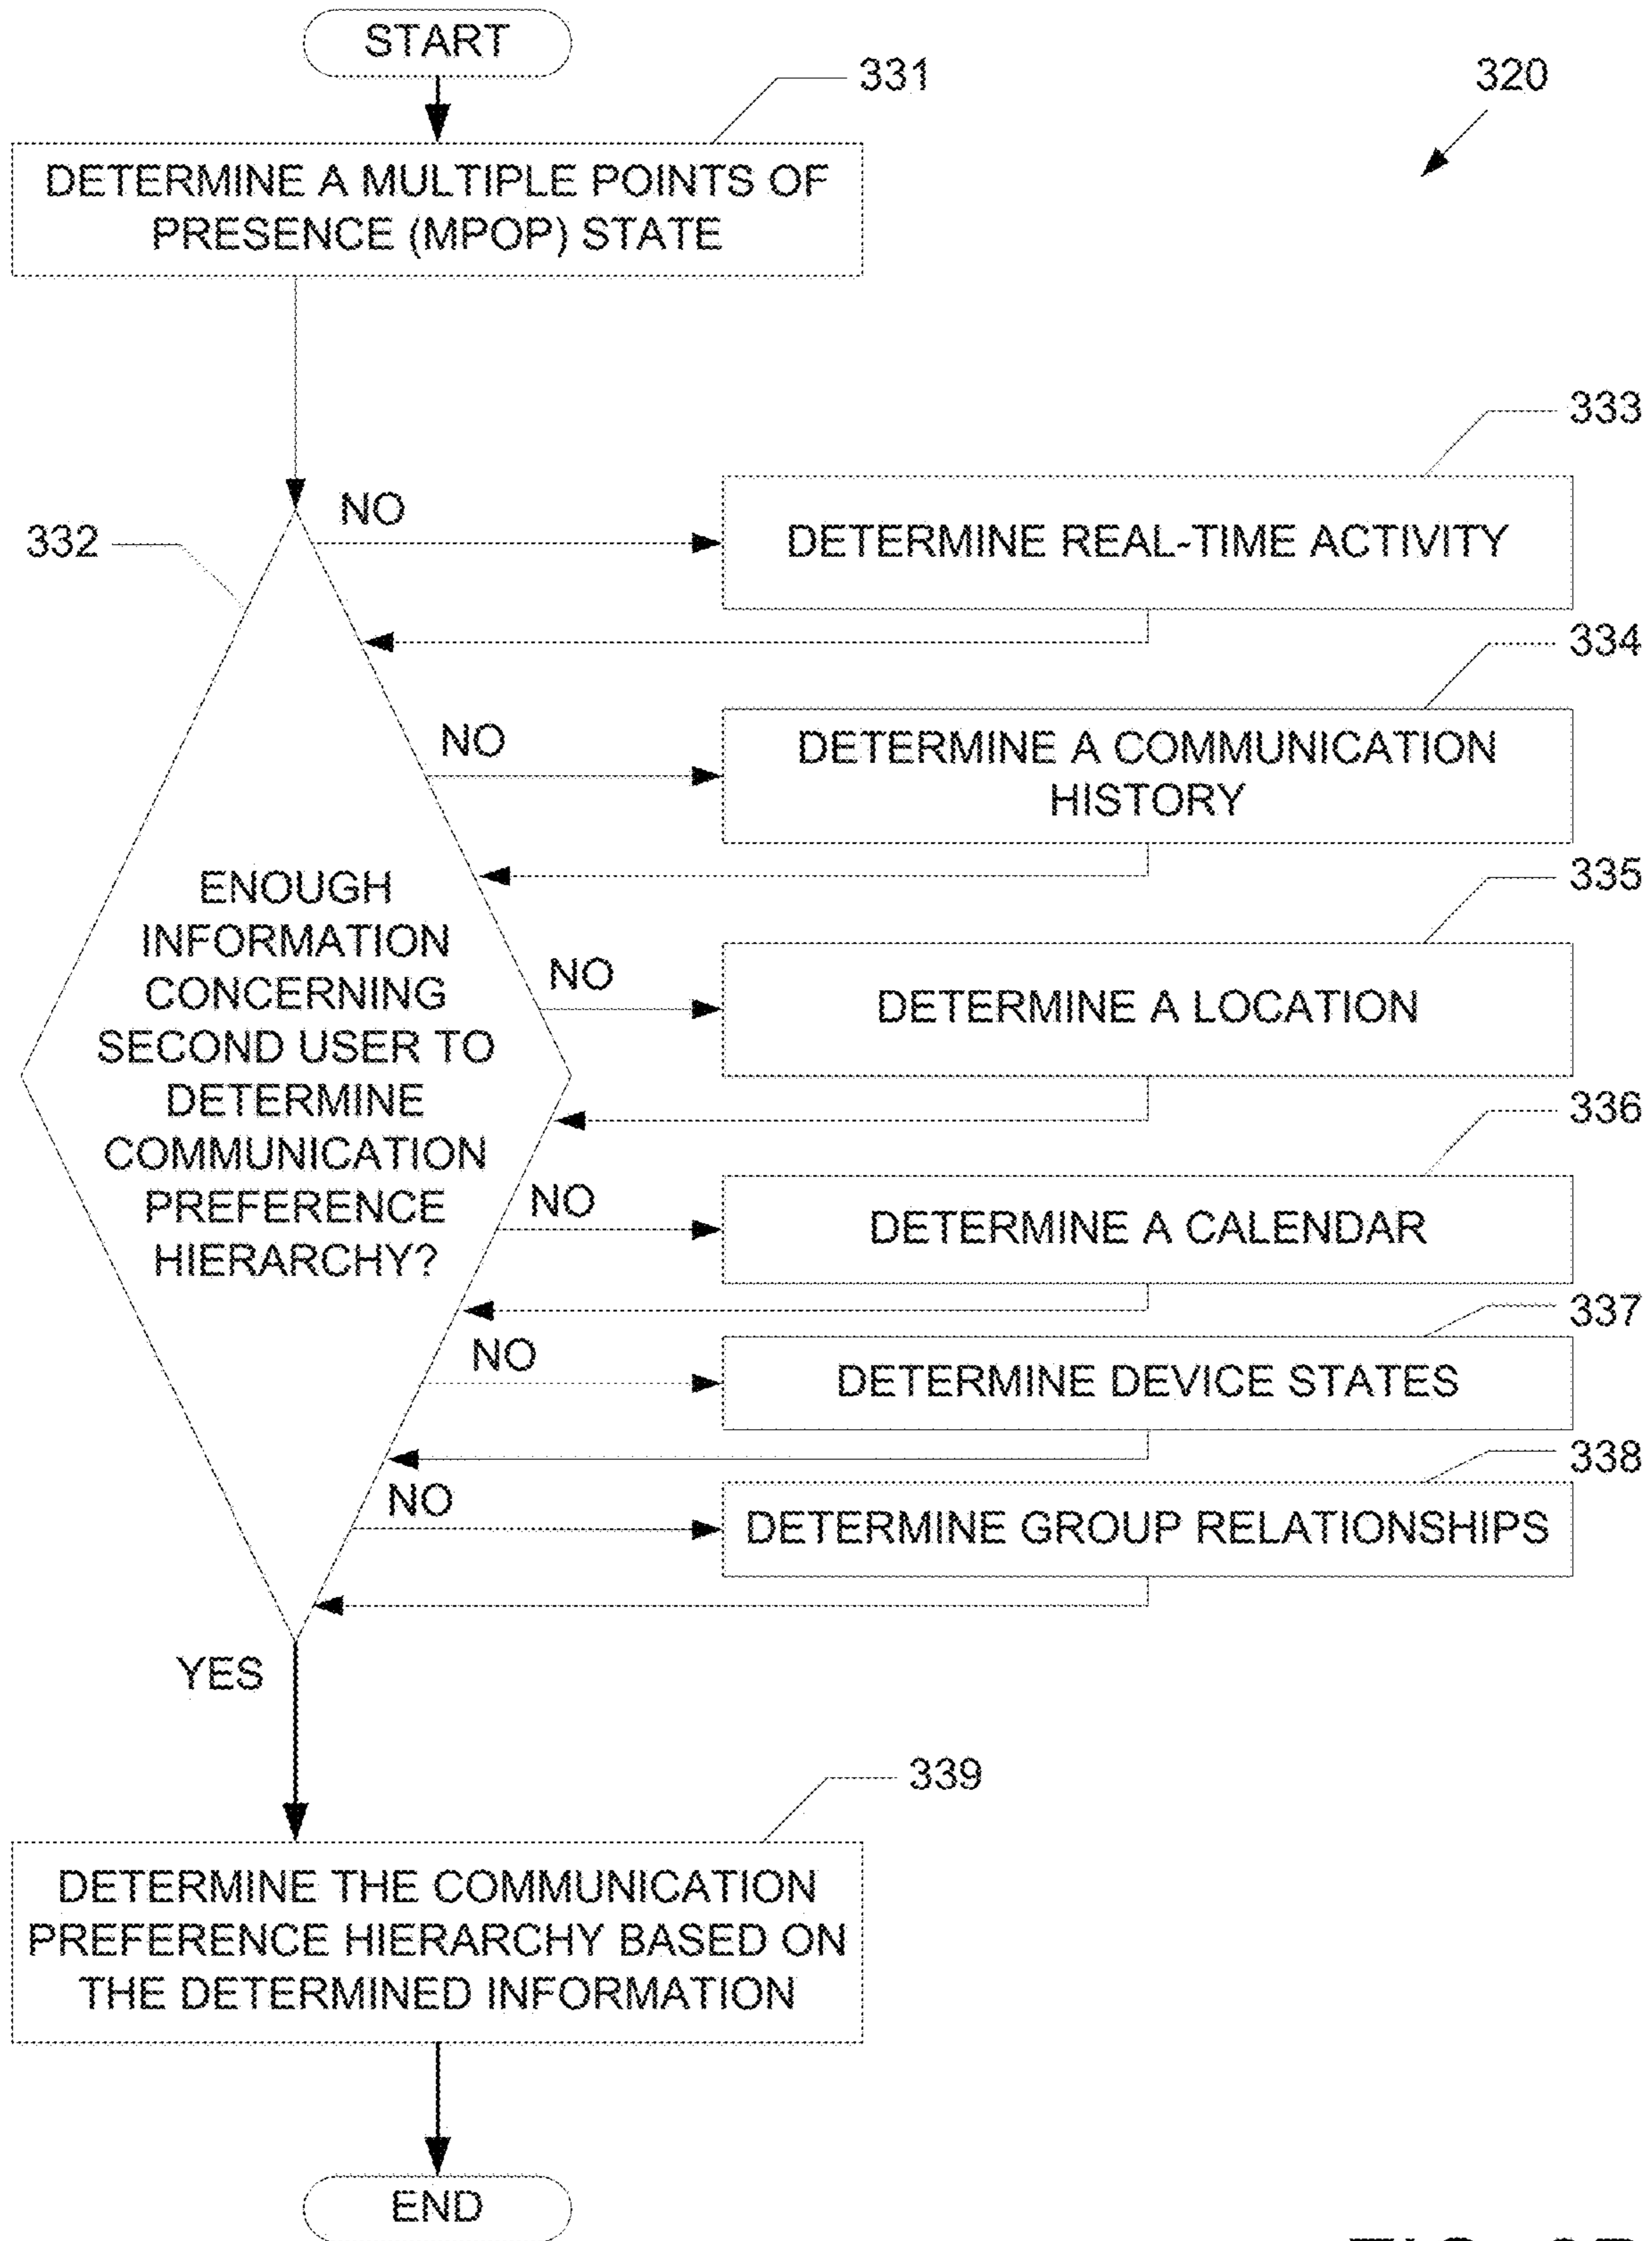 START
331
320
DETERMINE A MULTIPLE POINTS OF
PRESENCE (MPOP) STATE
333
NO
332
DETERMINE REAL-TIME ACTIVITY
334
NO
DETERMINE A COMMUNICATION
HISTORY
335
ENOUGH
INFORMATION
CONCERNING
SECOND USER TO
DETERMINE
COMMUNICATION
PREFERENCE
HIERARCHY?
NO
DETERMINE A LOCATION
336
NO
DETERMINE A CALENDAR
337
NO
DETERMINE DEVICE STATES
338
NO
DETERMINE GROUP RELATIONSHIPS
YES
339
DETERMINE THE COMMUNICATION
PREFERENCE HIERARCHY BASED ON
THE DETERMINED INFORMATION
END